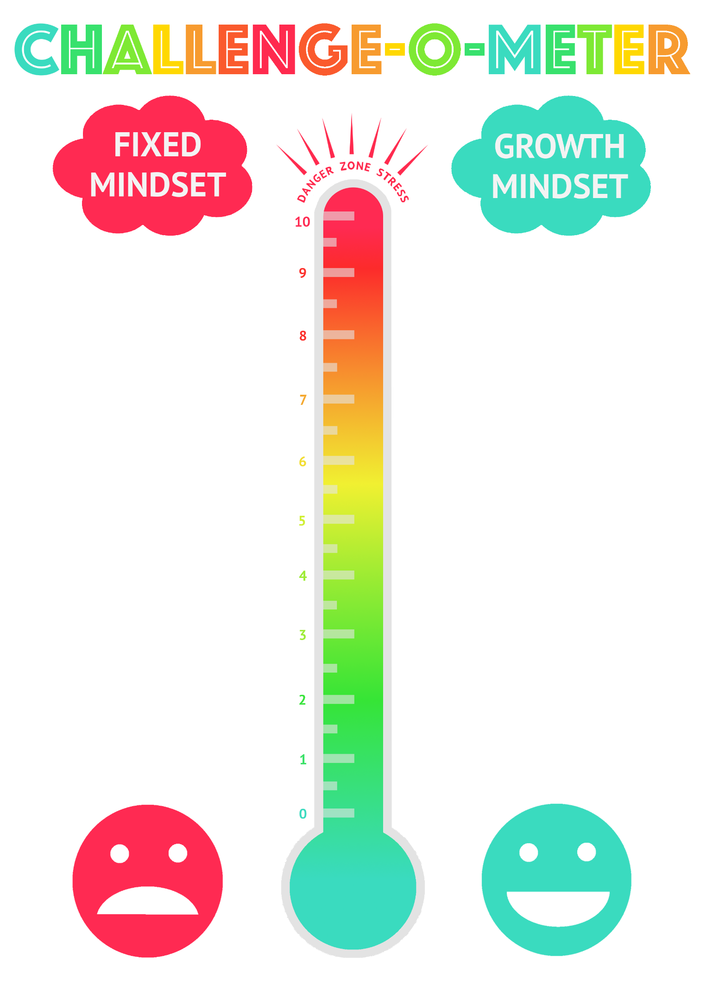 CHALLENGE-O-METER
FIXED
MINDSET
GROWTH
MINDSET
DANGER ZONE STRESS
10
9
8
7
6
5
4
3
2
1
0